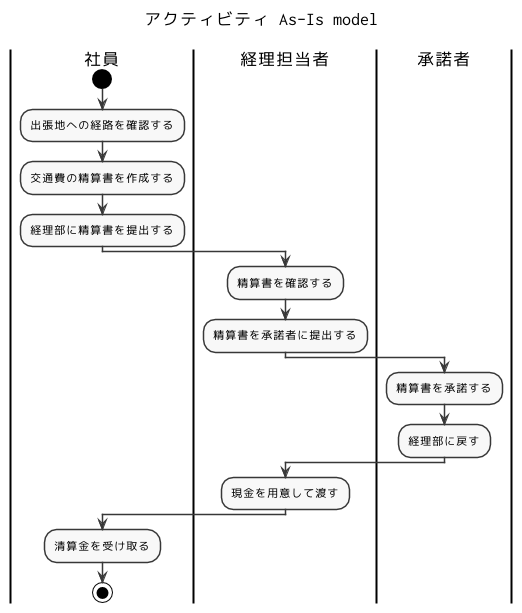 アクティビティ As-Is model
社員
経理担当者
承諾者
出張地への経路を確認する
交通費の精算書を作成する
経理部に精算書を提出する
精算書を確認する
精算書を承諾者に提出する
精算書を承諾する
経理部に戻す
現金を用意して渡す
清算金を受け取る